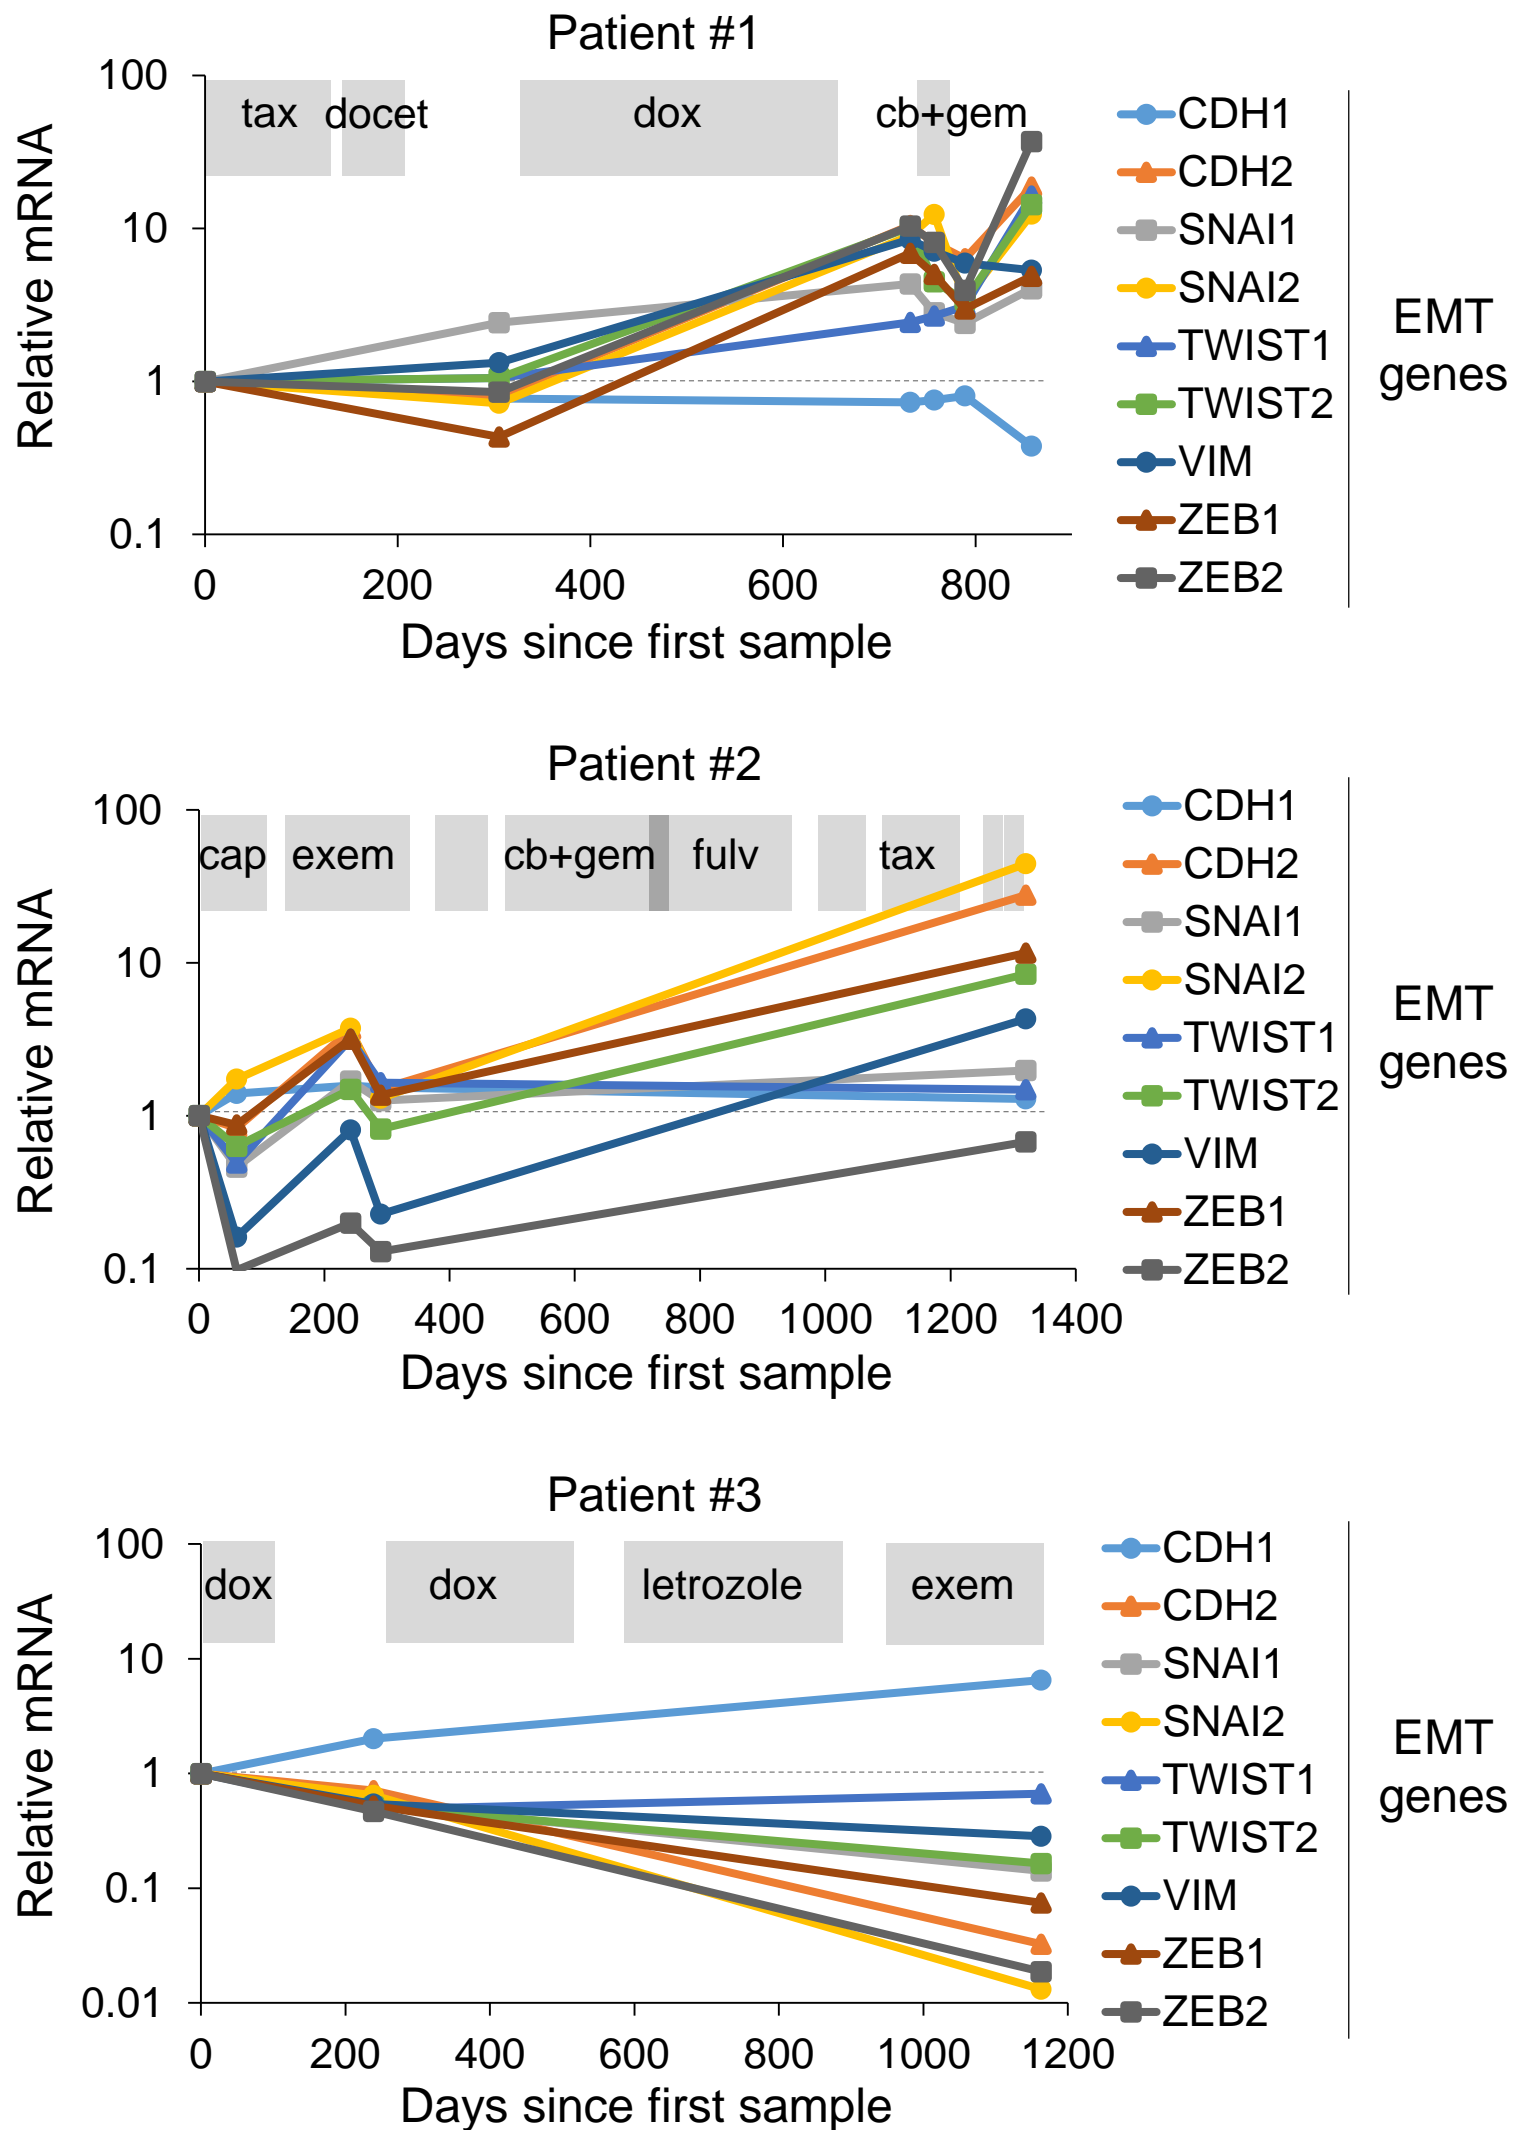 Patient #1
100
10
1
0.1
Relative mRNA
tax
docet
dox
cb+gem
0
200
400
600
800
Days since first sample
CDH1
CDH2
SNAI1
SNAI2
TWIST1
TWIST2
VIM
ZEB1
ZEB2
EMT
genes
Patient #2
100
10
1
0.1
Relative mRNA
cap
exem
cb+gem
fulv
tax
0
200
400
600
800
1000
1200
1400
Days since first sample
CDH1
CDH2
SNAI1
SNAI2
TWIST1
TWIST2
VIM
ZEB1
ZEB2
EMT
genes
Patient #3
100
10
1
0.1
0.01
Relative mRNA
dox
dox
letrozole
exem
0
200
400
600
800
1000
1200
Days since first sample
CDH1
CDH2
SNAI1
SNAI2
TWIST1
TWIST2
VIM
ZEB1
ZEB2
EMT
genes